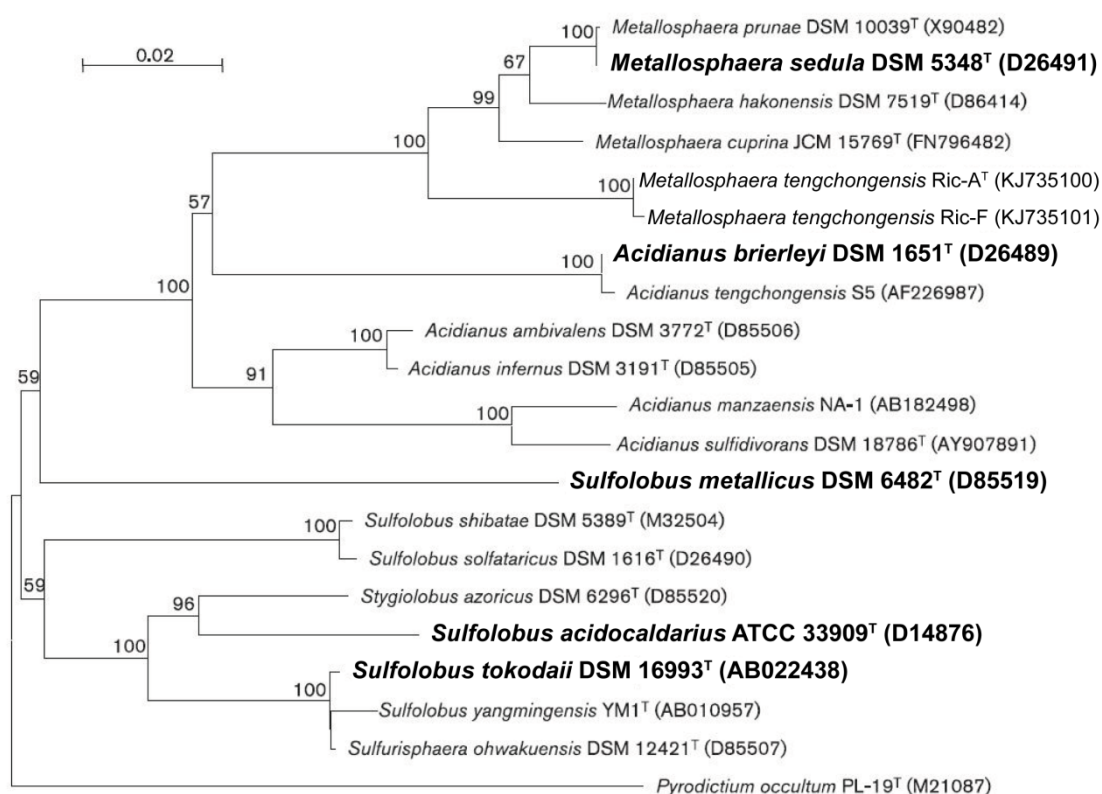 Metallosphaera prunae DSM 10039ᵀ (X90482)
100
0.02
Metallosphaera sedula DSM 5348ᵀ (D26491)
67
Metallosphaera hakonensis DSM 7519ᵀ (D86414)
99
Metallosphaera cuprina JCM 15769ᵀ (FN796482)
100
Metallosphaera tengchongensis Ric-Aᵀ (KJ735100)
100
57
Metallosphaera tengchongensis Ric-F (KJ735101)
Acidianus brierleyi DSM 1651ᵀ (D26489)
100
100
Acidianus tengchongensis S5 (AF226987)
Acidianus ambivalens DSM 3772ᵀ (D85506)
100
Acidianus infernus DSM 3191ᵀ (D85505)
91
59
Acidianus manzaensis NA-1 (AB182498)
100
Acidianus sulfidivorans DSM 18786ᵀ (AY907891)
Sulfolobus metallicus DSM 6482ᵀ (D85519)
Sulfolobus shibatae DSM 5389ᵀ (M32504)
100
Sulfolobus solfataricus DSM 1616ᵀ (D26490)
59
Stygiolobus azoricus DSM 6296ᵀ (D85520)
96
Sulfolobus acidocaldarius ATCC 33909ᵀ (D14876)
100
Sulfolobus tokodaii DSM 16993ᵀ (AB022438)
100
Sulfolobus yangmingensis YM1ᵀ (AB010957)
Sulfurisphaera ohwakuensis DSM 12421ᵀ (D85507)
Pyrodictium occultum PL-19ᵀ (M21087)